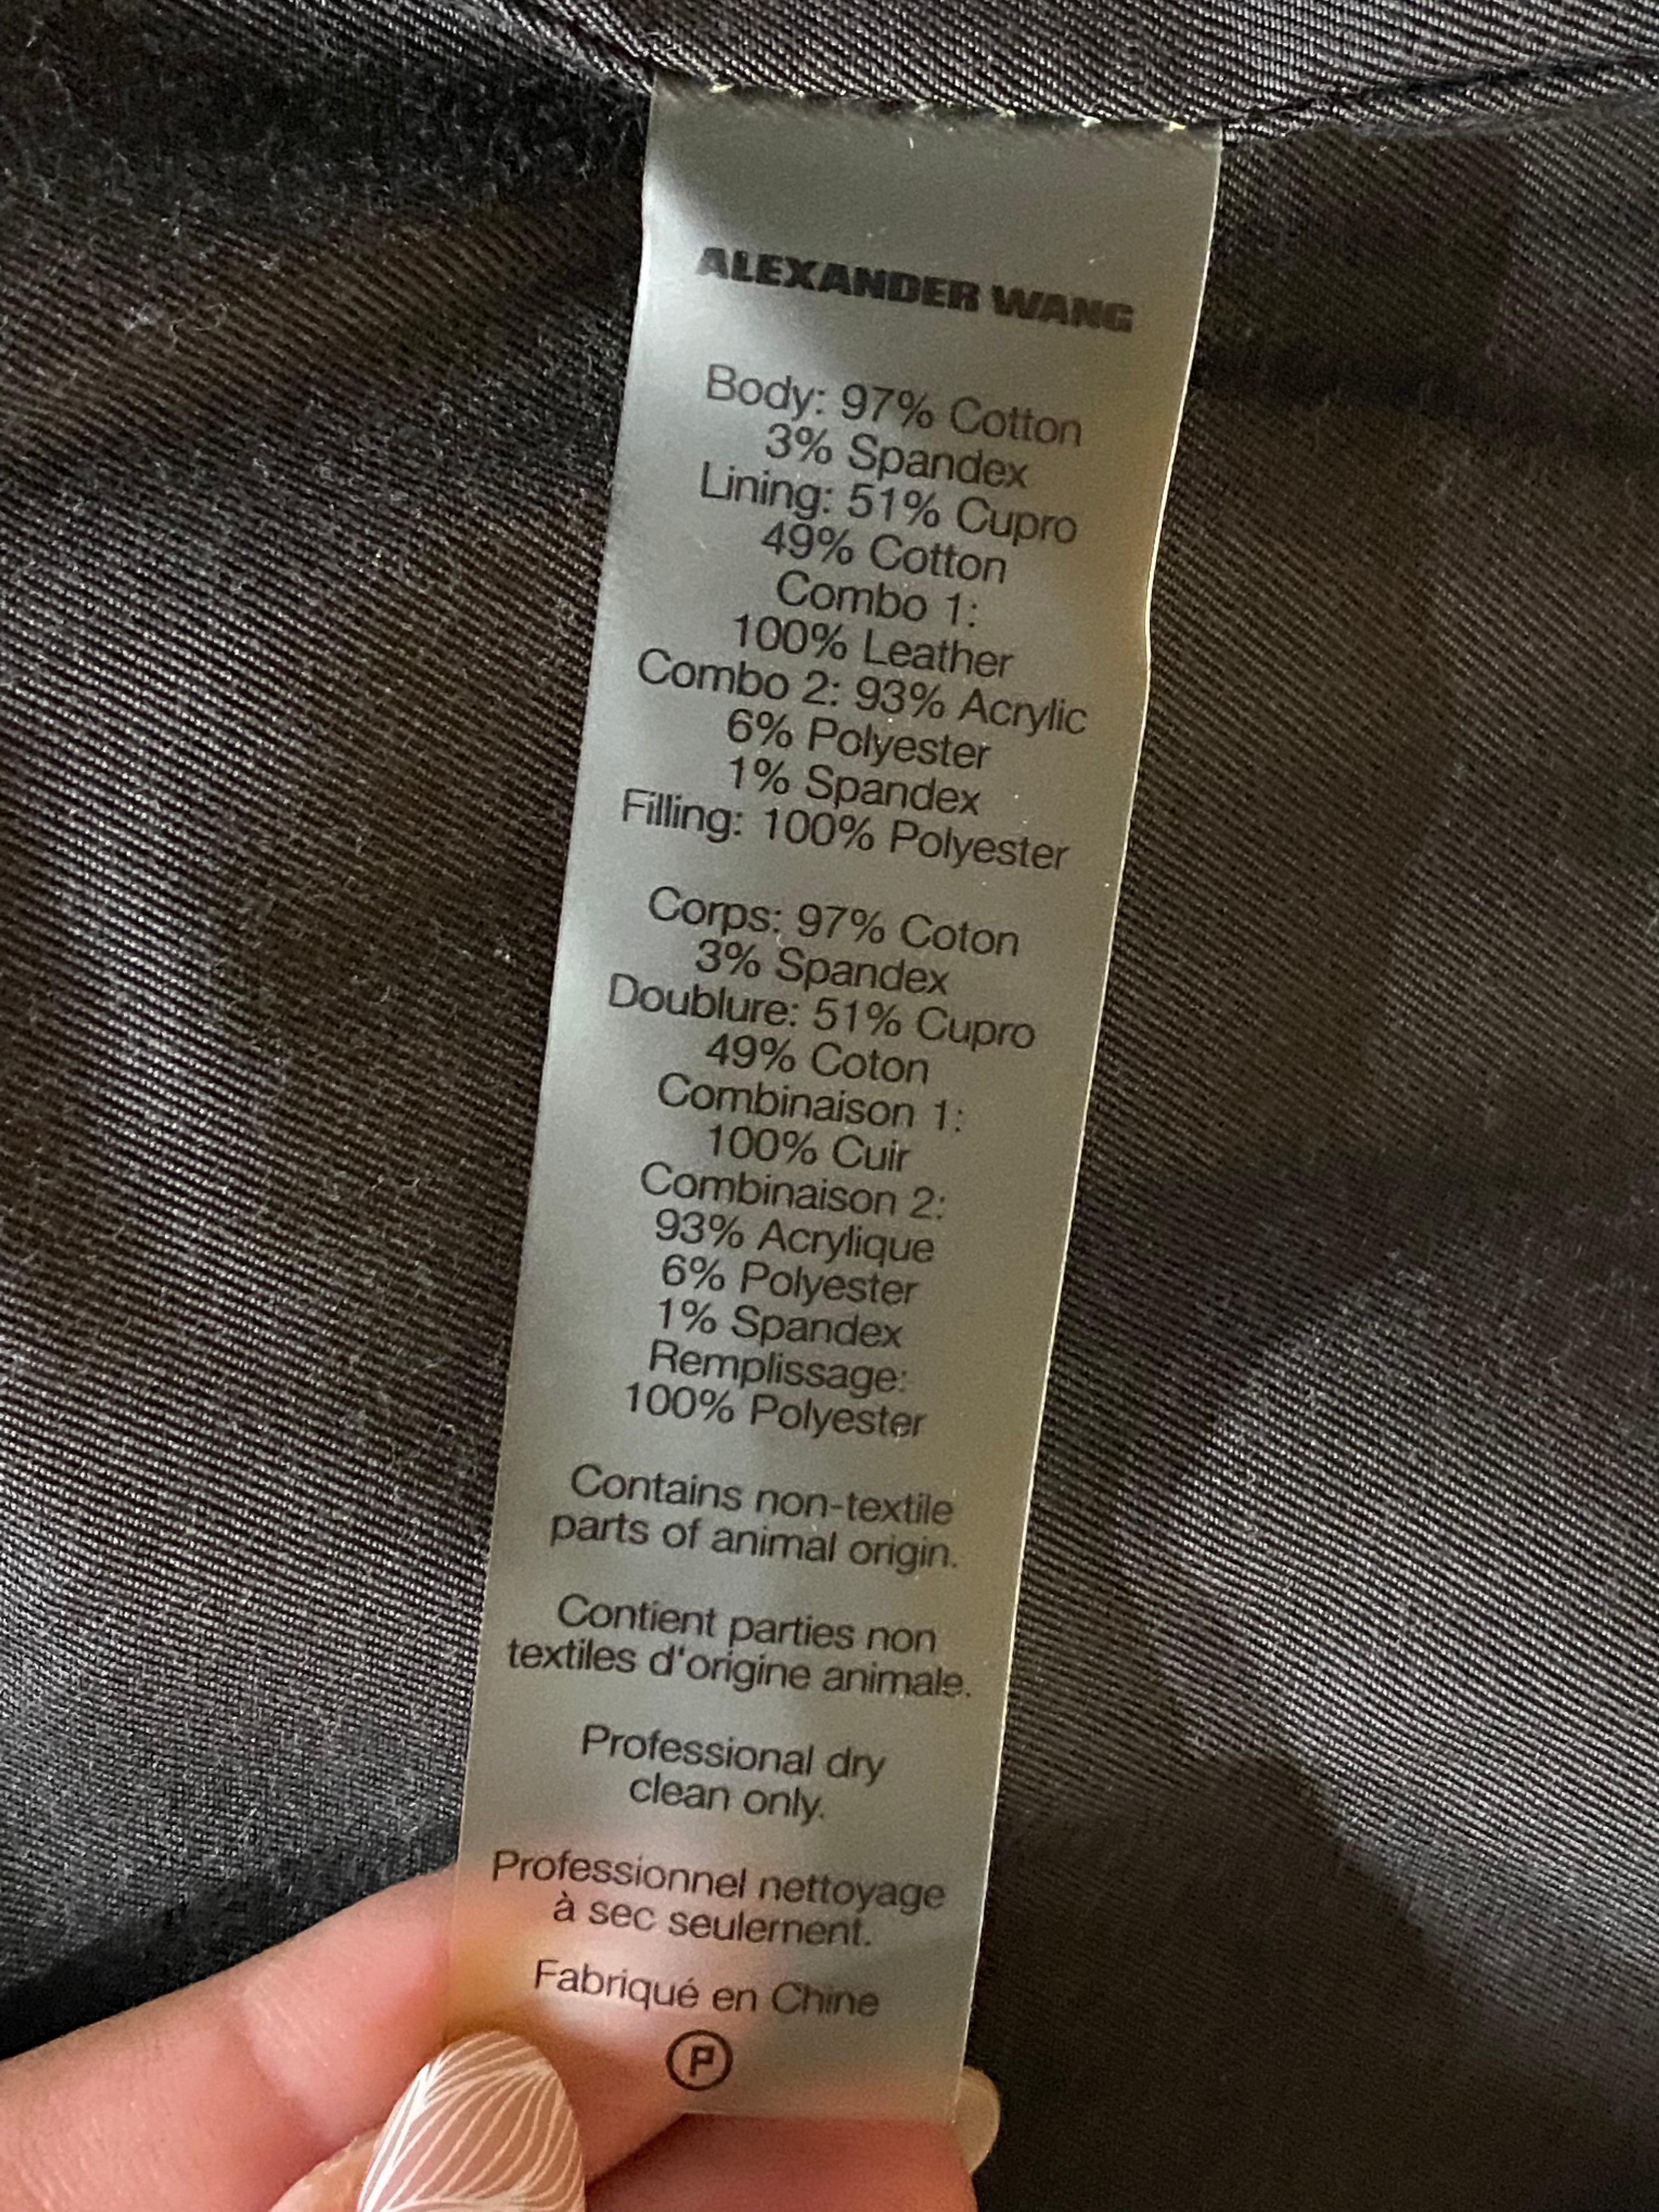 ALEXANDER WANG
Body: 97% Cotton
3% Spandex
Lining: 51% Cupro
49% Cotton
Combo 1:
100% Leather
Combo 2: 93% Acrylic
6% Polyester
1% Spandex
Filling: 100% Polyester
Corps: 97% Coton
3% Spandex
Doublure: 51% Cupro
49% Coton
Combinaison 1:
100% Cuir
Combinaison 2:
93% Acrylique
6% Polyester
1% Spandex
Remplissage:
100% Polyester
Contains non-textile
parts of animal origin.
Contient parties non
textiles d'origine animale.
Professional dry
clean only.
Professionnel nettoyage
à sec seulement.
Fabriqué en Chine
P